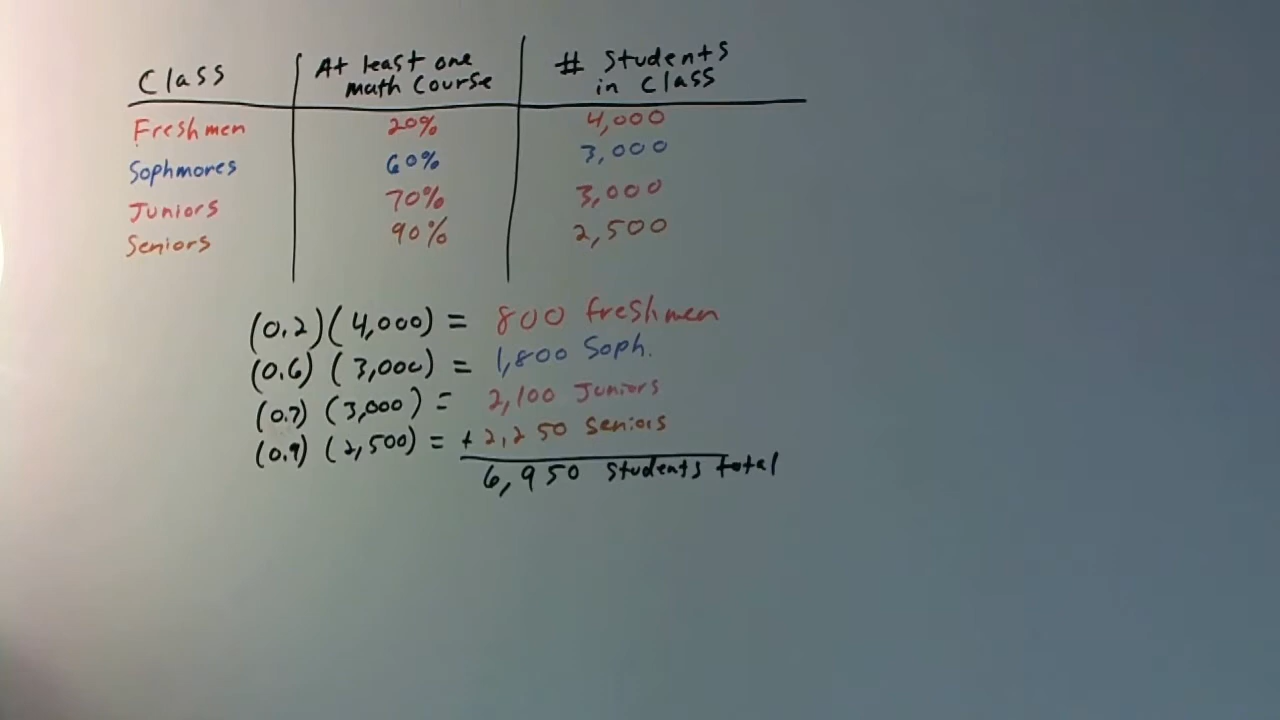 Class At least one math Course # Students in Class
Freshmen 20% 4,000
Sophmores 60% 3,000
Juniors 70% 3,000
Seniors 90% 2,500
(0.2)(4,000) = 800 freshmen
(0.6) (3,000) = 1,800 Soph.
(0.7) (3,000) = 2,100 Juniors
(0.9) (2,500) = + 2,250 Seniors
6,950 Students total